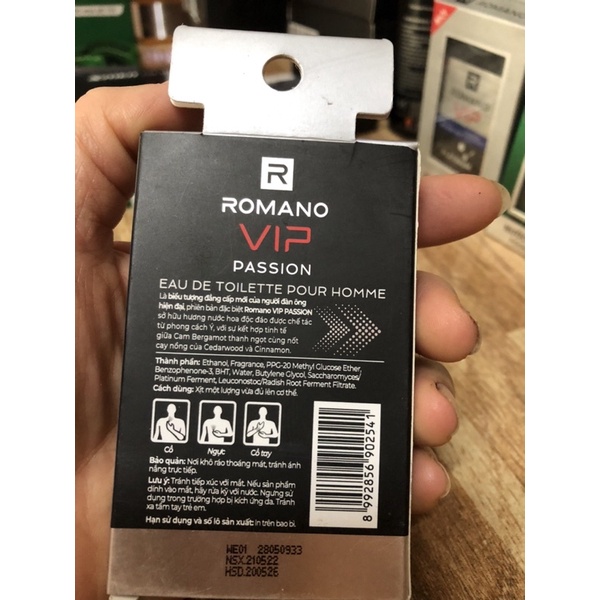 R
ROMANO
VIP
PASSION
EAU DE TOILETTE POUR HOMME
Là biểu tượng đẳng cấp mới của người đàn ông
hiện đại, phiên bản đặc biệt Romano VIP PASSION
sở hữu hương nước hoa độc đáo được chế tác
từ phong cách Ý, với sự kết hợp tinh tế
giữa Cam Bergamot thanh ngọt cùng nốt
cay nồng của Cedarwood và Cinnamon.
Thành phần: Ethanol, Fragrance, PPG-20 Methyl Glucose Ether,
Benzophenone-3, BHT, Water, Butylene Glycol, Saccharomyces/
Platinum Ferment, Leuconostoc/Radish Root Ferment Filtrate.
Cách dùng: Xịt một lượng vừa đủ lên cơ thể.
Cổ Ngực Cổ tay
Bảo quản: Nơi khô ráo thoáng mát, tránh ánh
nắng trực tiếp.
Lưu ý: Tránh tiếp xúc với mắt. Nếu sản phẩm
dính vào mắt, hãy rửa kỹ với nước. Ngưng sử
dụng trong trường hợp bị kích ứng da. Tránh
xa tầm tay trẻ em.
Hạn sử dụng và số lô sản xuất: In trên bao bì.
8 992856 902541
WE01 28050933
NSX.210522
HSD.200526
R
ROMANO
VIP